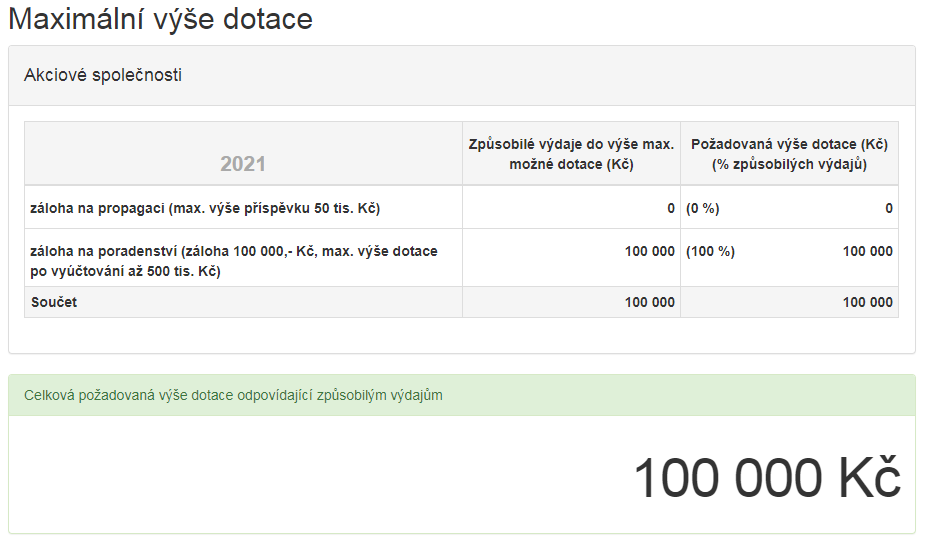 Maximální výše dotace
Akciové společnosti
2021
Způsobilé výdaje do výše max.
možné dotace (Kč)
Požadovaná výše dotace (Kč)
(% způsobilých výdajů)
záloha na propagaci (max. výše příspěvku 50 tis. Kč)
0
(0 %)
0
záloha na poradenství (záloha 100 000,- Kč, max. výše dotace
po vyúčtování až 500 tis. Kč)
100 000
(100 %)
100 000
Součet
100 000
100 000
Celková požadovaná výše dotace odpovídající způsobilým výdajům
100 000 Kč